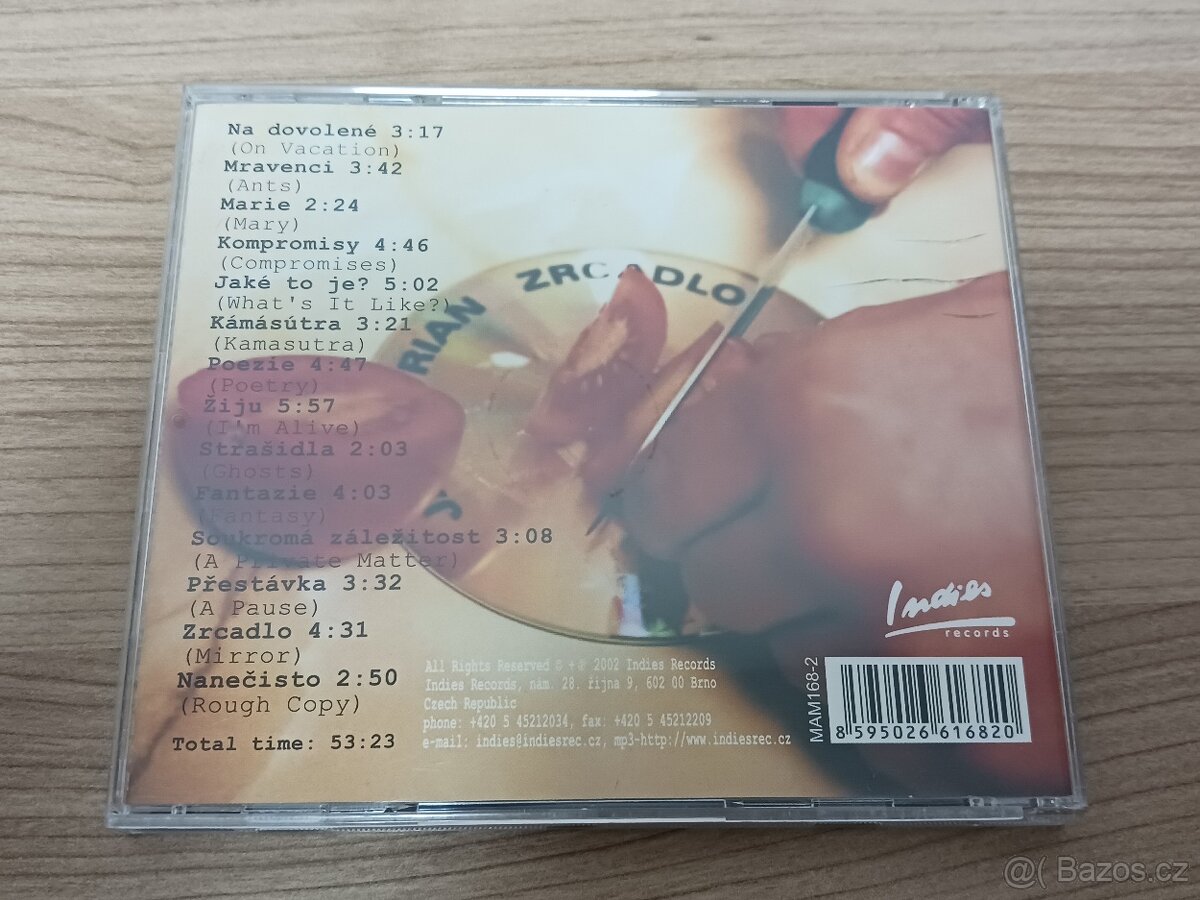 Na dovolené 3:17
(On Vacation)
Mravenci 3:42
(Ants)
Marie 2:24
(Mary)
Kompromisy 4:46
(Compromises)
Jaké to je? 5:02
(What's It Like?)
Kámásútra 3:21
(Kamasutra)
Poezie 4:47
(Poetry)
Žiju 5:57
(I'm Alive)
Strašidla 2:03
(Ghosts)
Fantazie 4:03
(Fantasy)
Soukromá záležitost 3:08
(A Private Matter)
Přestávka 3:32
(A Pause)
Zrcadlo 4:31
(Mirror)
Nanečisto 2:50
(Rough Copy)
Total time: 53:23
RIAN ZRCADLO
Indies
records
All Rights Reserved © + ℗ 2002 Indies Records
Indies Records, nám. 28. října 9, 602 00 Brno
Czech Republic
phone: +420 5 45212034, fax: +420 5 45212209
e-mail: indies@indiesrec.cz, mp3-http://www.indiesrec.cz
MAM168-2
8 595026 616820
@( Bazos.cz